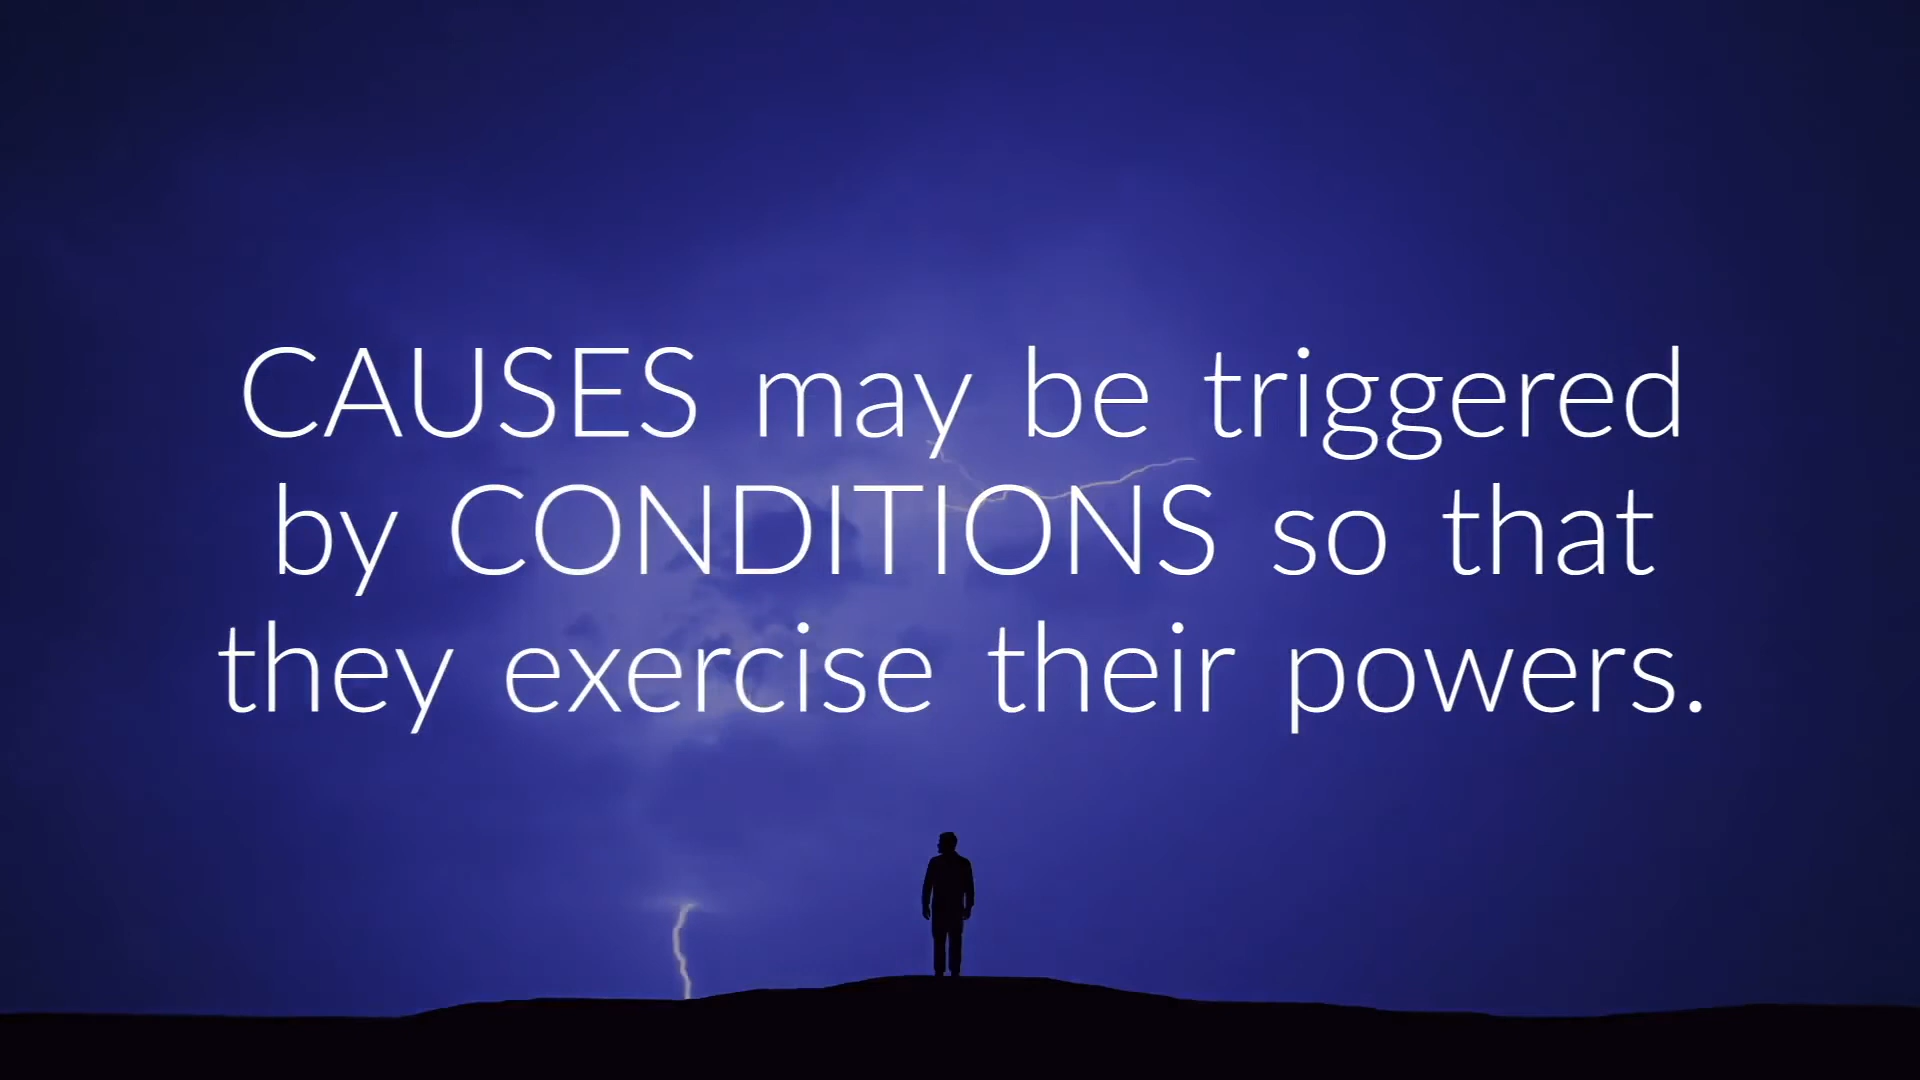 CAUSES may be triggered
by CONDITIONS so that
they exercise their powers.